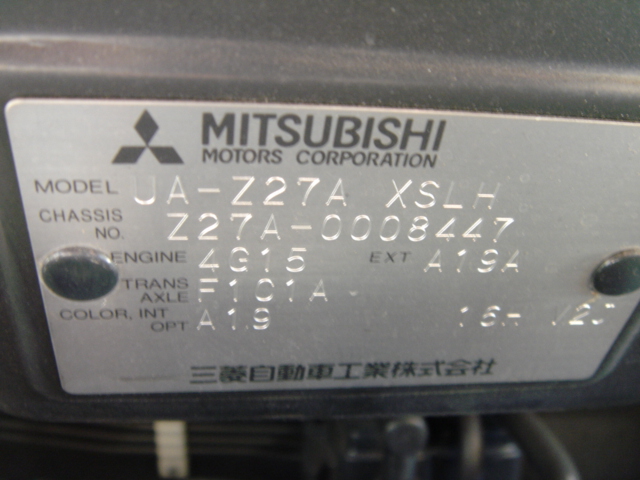 MITSUBISHI
MOTORS CORPORATION
MODEL UA-Z27A XSLH
CHASSIS NO. Z27A-0008447
ENGINE 4G15 EXT A19A
TRANS AXLE F101A
COLOR, INT OPT A19
三菱自動車工業株式会社